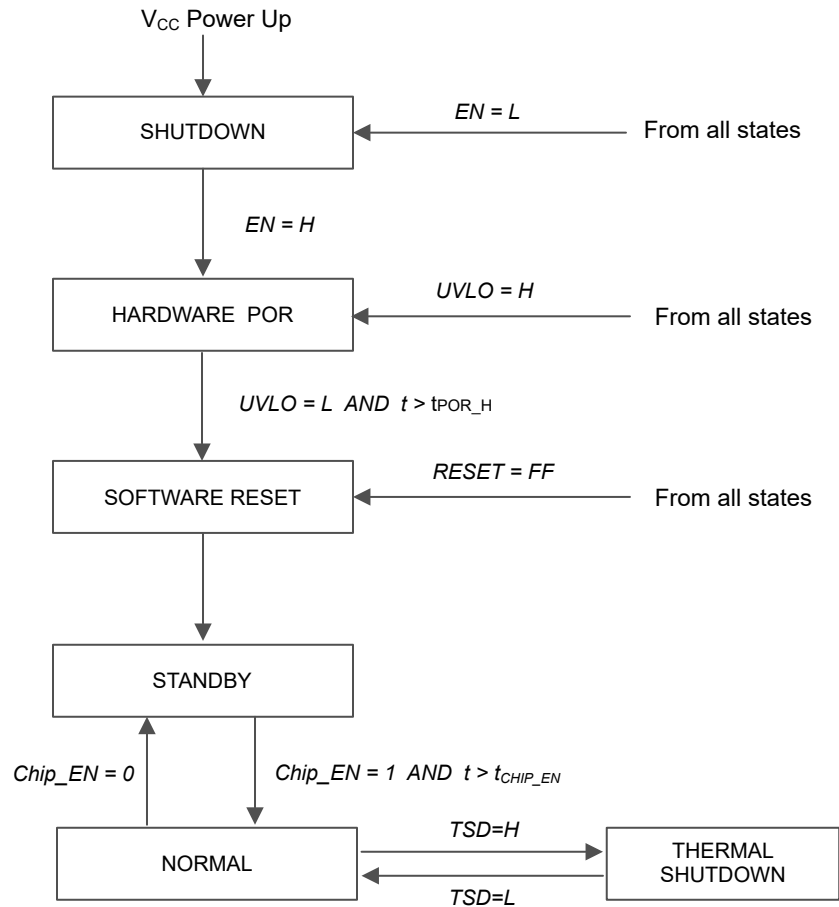 VCC Power Up
EN = L
SHUTDOWN
From all states
EN = H
UVLO = H
HARDWARE POR
From all states
UVLO = L AND t > tPOR_H
RESET = FF
SOFTWARE RESET
From all states
STANDBY
Chip_EN = 0
Chip_EN = 1 AND t > tCHIP_EN
TSD=H
NORMAL
THERMAL
SHUTDOWN
TSD=L